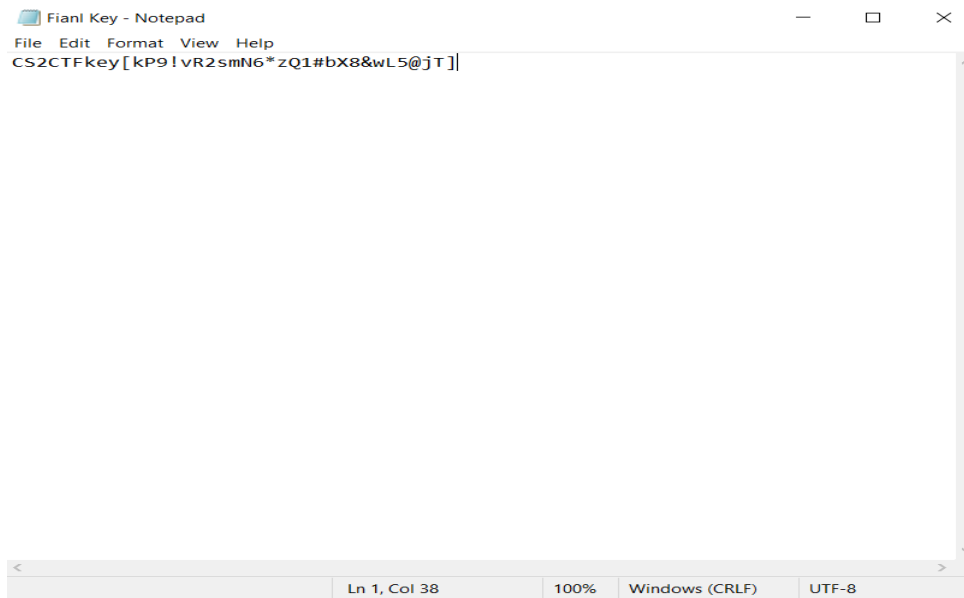 Fianl Key - Notepad
File Edit Format View Help
CS2CTFkey[kP9!vR2smN6*zQ1#bX8&wL5@jT]
Ln 1, Col 38 100% Windows (CRLF) UTF-8